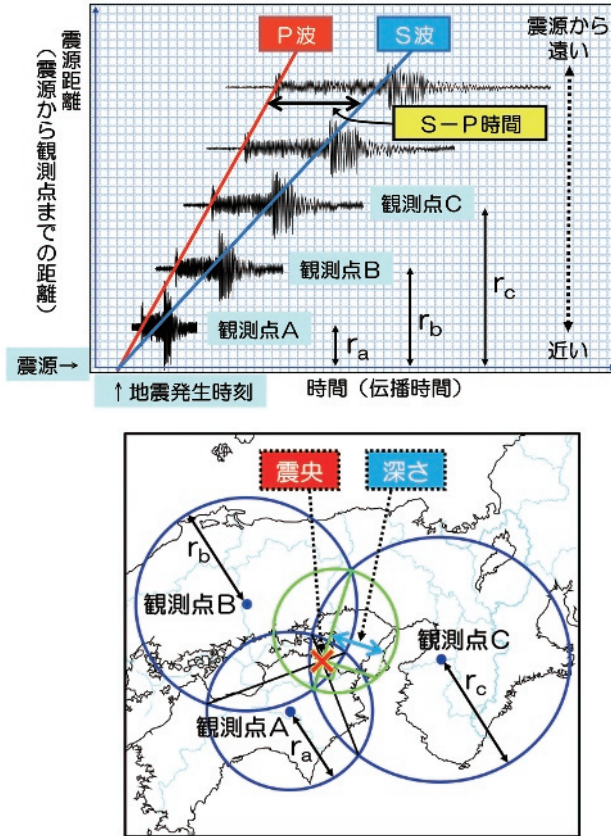 P波
S波
震源から
遠い
震源距離
(震源から観測点までの距離)
S－P時間
観測点C
観測点B
観測点A
rc
rb
ra
近い
震源→
↑地震発生時刻
時間（伝播時間）
震央
深さ
rb
観測点B
観測点C
観測点A
rc
ra